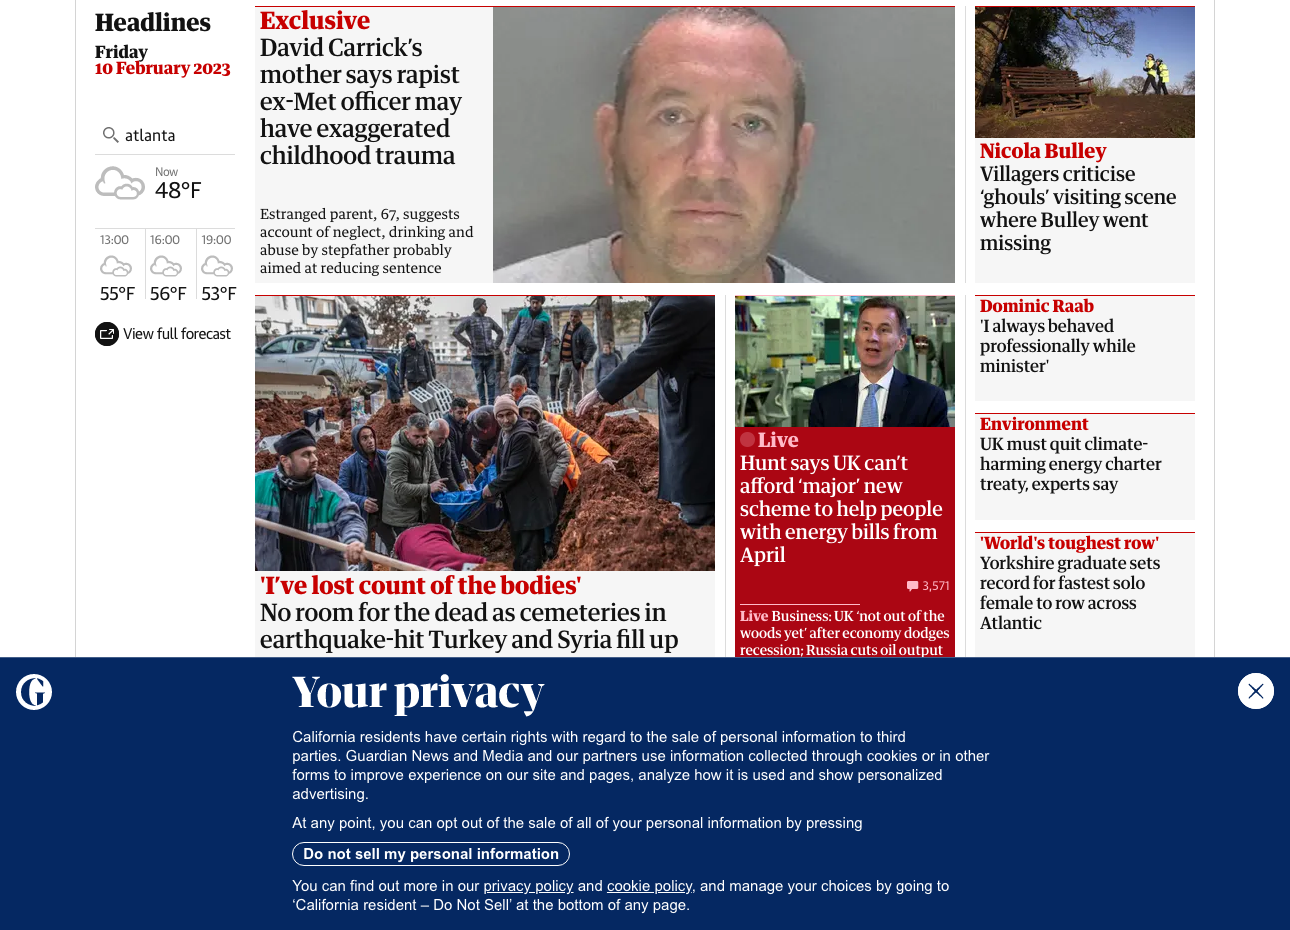 Headlines
Friday
10 February 2023
atlanta
Now
48°F
13:00
16:00
19:00
55°F
56°F
53°F
View full forecast
Exclusive
David Carrick’s
mother says rapist
ex-Met officer may
have exaggerated
childhood trauma
Estranged parent, 67, suggests
account of neglect, drinking and
abuse by stepfather probably
aimed at reducing sentence
Nicola Bulley
Villagers criticise
‘ghouls’ visiting scene
where Bulley went
missing
'I’ve lost count of the bodies'
No room for the dead as cemeteries in
earthquake-hit Turkey and Syria fill up
Live
Hunt says UK can’t
afford ‘major’ new
scheme to help people
with energy bills from
April
3,571
Live Business: UK ‘not out of the
woods yet’ after economy dodges
recession; Russia cuts oil output
Dominic Raab
'I always behaved
professionally while
minister'
Environment
UK must quit climate-
harming energy charter
treaty, experts say
'World's toughest row'
Yorkshire graduate sets
record for fastest solo
female to row across
Atlantic
Your privacy
California residents have certain rights with regard to the sale of personal information to third
parties. Guardian News and Media and our partners use information collected through cookies or in other
forms to improve experience on our site and pages, analyze how it is used and show personalized
advertising.
At any point, you can opt out of the sale of all of your personal information by pressing
Do not sell my personal information
You can find out more in our privacy policy and cookie policy, and manage your choices by going to
‘California resident – Do Not Sell’ at the bottom of any page.